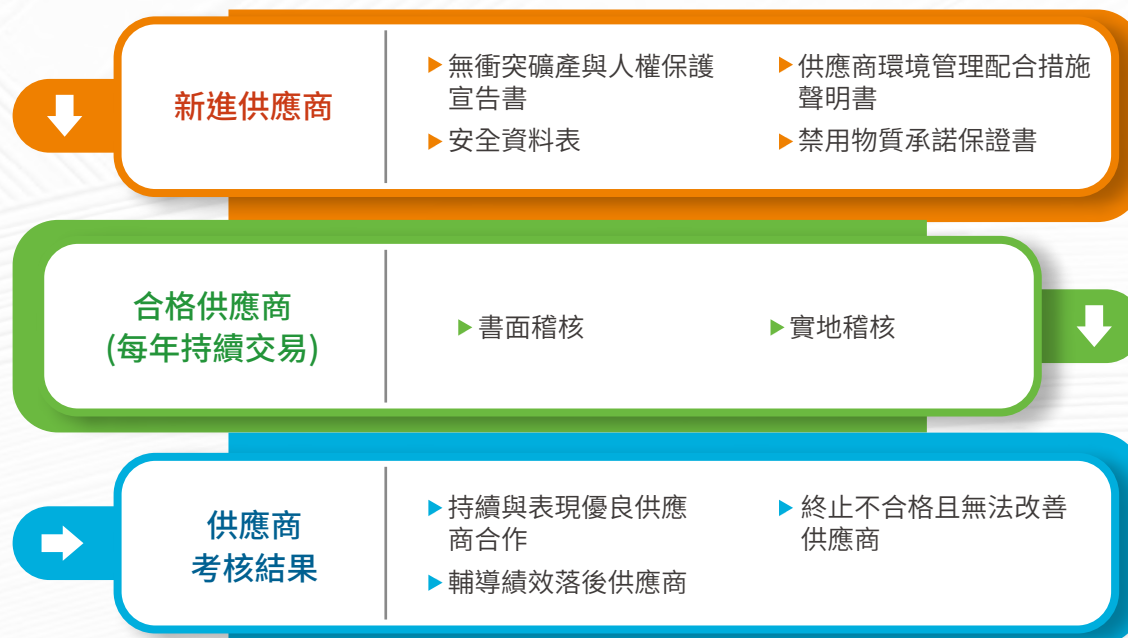 新進供應商
▶無衝突礦產與人權保護
宣告書
▶安全資料表
▶供應商環境管理配合措施
聲明書
▶禁用物質承諾保證書
合格供應商
(每年持續交易)
▶書面稽核
▶實地稽核
供應商
考核結果
▶持續與表現優良供應
商合作
▶輔導績效落後供應商
▶終止不合格且無法改善
供應商